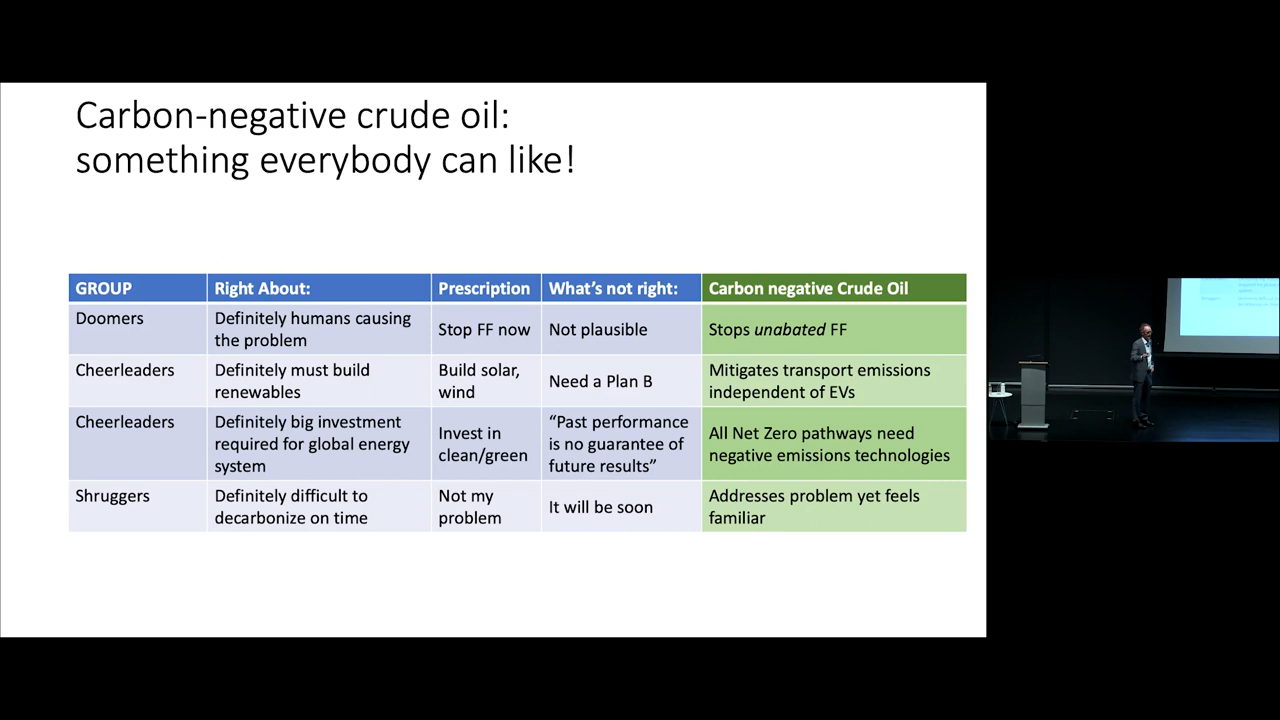 Carbon-negative crude oil:
something everybody can like!
GROUP
Right About:
Prescription
What’s not right:
Carbon negative Crude Oil
Doomers
Definitely humans causing
the problem
Stop FF now
Not plausible
Stops unabated FF
Cheerleaders
Definitely must build
renewables
Build solar,
wind
Need a Plan B
Mitigates transport emissions
independent of EVs
Cheerleaders
Definitely big investment
required for global energy
system
Invest in
clean/green
“Past performance
is no guarantee of
future results”
All Net Zero pathways need
negative emissions technologies
Shruggers
Definitely difficult to
decarbonize on time
Not my
problem
It will be soon
Addresses problem yet feels
familiar